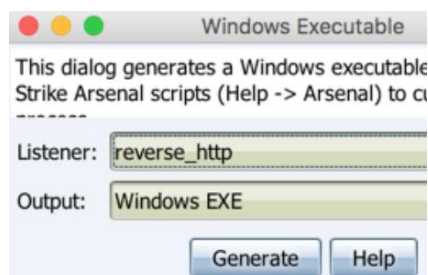 Windows Executable
This dialog generates a Windows executable
Strike Arsenal scripts (Help -> Arsenal) to
Listener: reverse_http
Output: Windows EXE
Generate Help